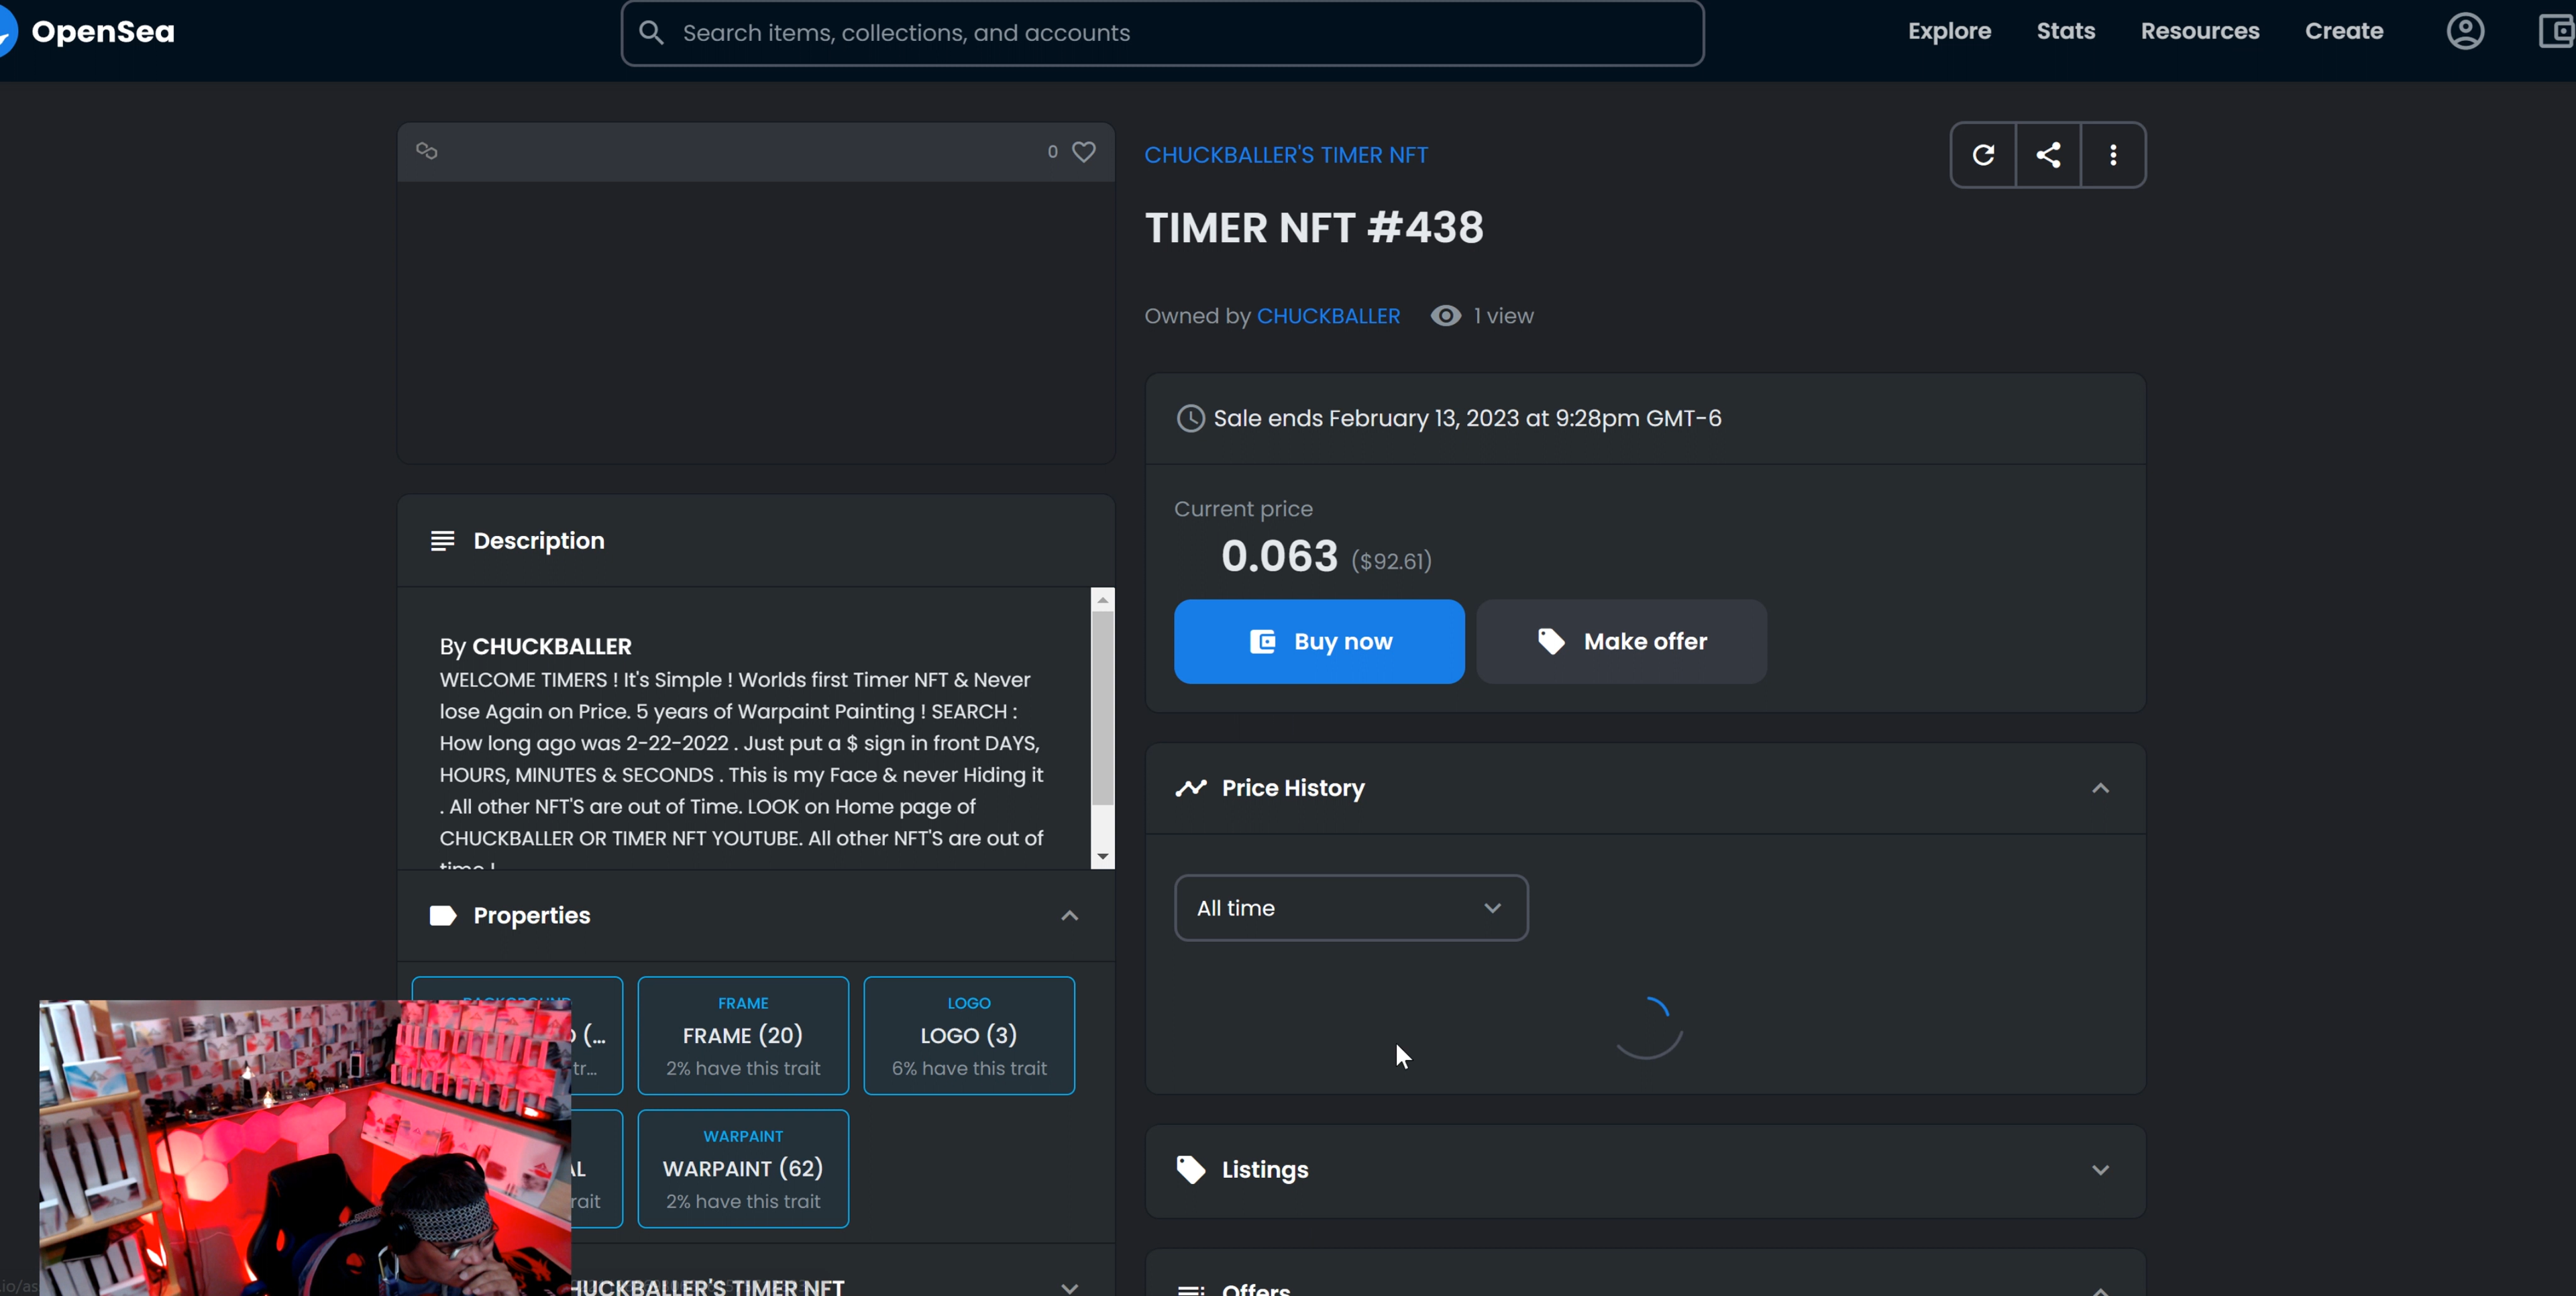 OpenSea
Search items, collections, and accounts
Explore
Stats
Resources
Create
0
CHUCKBALLER'S TIMER NFT
TIMER NFT #438
Owned by CHUCKBALLER
1 view
Sale ends February 13, 2023 at 9:28pm GMT-6
Current price
0.063 ($92.61)
Buy now
Make offer
Description
By CHUCKBALLER
WELCOME TIMERS ! It's Simple ! Worlds first Timer NFT & Never
lose Again on Price. 5 years of Warpaint Painting ! SEARCH :
How long ago was 2-22-2022 . Just put a $ sign in front DAYS,
HOURS, MINUTES & SECONDS . This is my Face & never Hiding it
. All other NFT'S are out of Time. LOOK on Home page of
CHUCKBALLER OR TIMER NFT YOUTUBE. All other NFT'S are out of
time !
Properties
FRAME
FRAME (20)
2% have this trait
LOGO
LOGO (3)
6% have this trait
WARPAINT
WARPAINT (62)
2% have this trait
HUCKBALLER'S TIMER NFT
Price History
All time
Listings
Offers